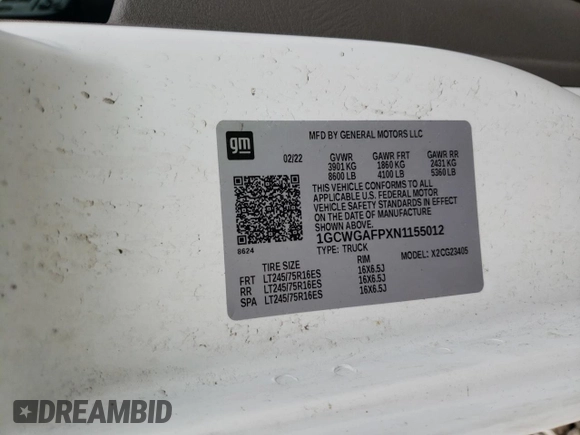 MFD BY GENERAL MOTORS LLC
gm
02/22
GVWR GAWR FRT GAWR RR
3901 KG 1860 KG 2431 KG
8600 LB 4100 LB 5360 LB
THIS VEHICLE CONFORMS TO ALL
APPLICABLE U.S. FEDERAL MOTOR
VEHICLE SAFETY STANDARDS IN EFFECT
ON THE DATE OF MANUFACTURE
SHOWN ABOVE.
1GCWGAFPXN1155012
8624
TYPE: TRUCK MODEL: X2CG23405
TIRE SIZE RIM
FRT LT245/75R16ES 16X6.5J
RR LT245/75R16ES 16X6.5J
SPA LT245/75R16ES 16X6.5J
DREAMBID